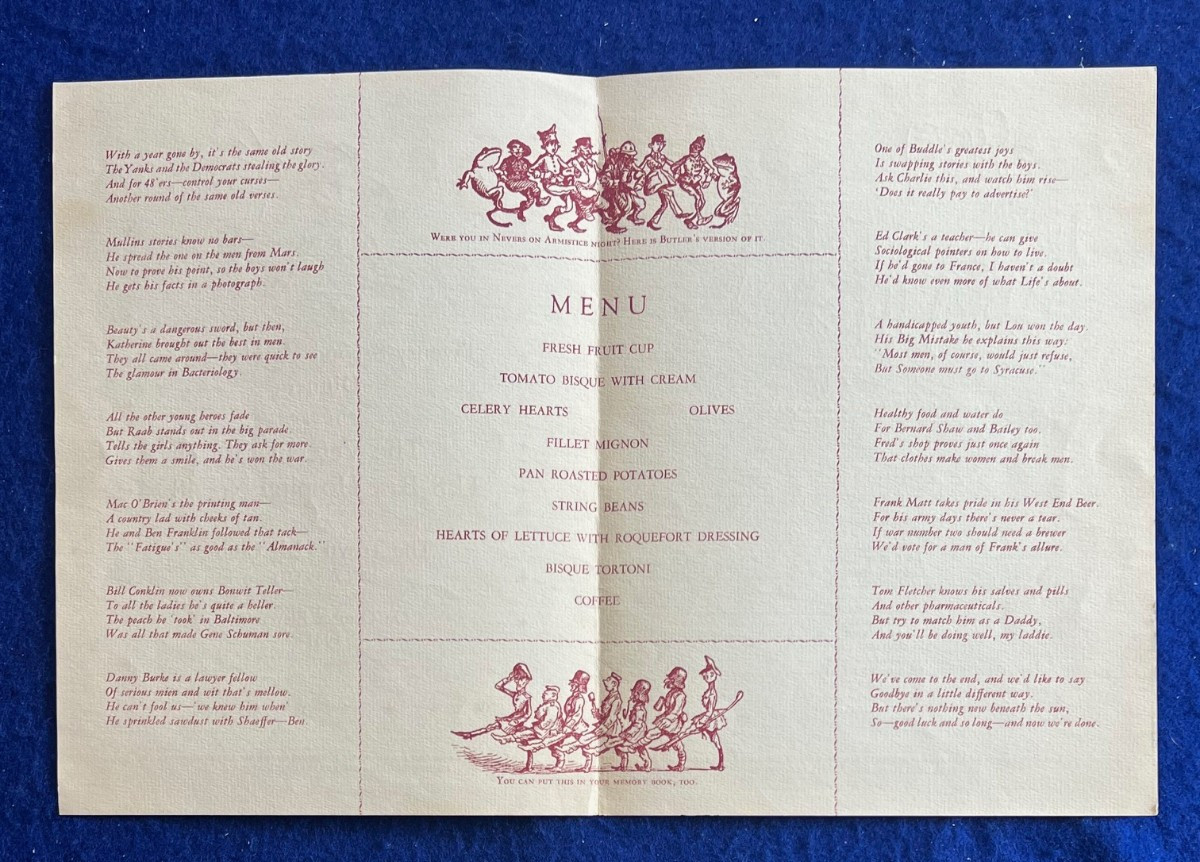 With a year gone by, it's the same old story
The Yanks and the Democrats stealing the glory.
And for 48'ers—control your curses—
Another round of the same old verses.
Mullins stories know no bars—
He spread the one on the men from Mars.
Now to prove his point, so the boys won't laugh
He gets his facts in a photograph.
Beauty's a dangerous sword, but then,
Katherine brought out the best in men.
They all came around—they were quick to see
The glamour in Bacteriology.
All the other young heroes fade
But Raab stands out in the big parade.
Tells the girls anything. They ask for more.
Gives them a smile, and he's won the war.
Mac O'Brien's the printing man—
A country lad with cheeks of tan.
He and Ben Franklin followed that tack—
The "Fatigue's" as good as the "Almanack."
Bill Conklin now owns Bonwit Teller—
To all the ladies he's quite a heller.
The peach he 'took' in Baltimore
Was all that made Gene Schuman sore.
Danny Burke is a lawyer fellow
Of serious mien and wit that's mellow.
He can't fool us—'we knew him when'
He sprinkled sawdust with Shaeffer—Ben.
WERE YOU IN NEVERS ON ARMISTICE NIGHT? HERE IS BUTLER'S VERSION OF IT.
MENU
FRESH FRUIT CUP
TOMATO BISQUE WITH CREAM
CELERY HEARTS OLIVES
FILLET MIGNON
PAN ROASTED POTATOES
STRING BEANS
HEARTS OF LETTUCE WITH ROQUEFORT DRESSING
BISQUE TORTONI
COFFEE
YOU CAN PUT THIS IN YOUR MEMORY BOOK, TOO.
One of Buddle's greatest joys
Is swapping stories with the boys.
Ask Charlie this, and watch him rise—
'Does it really pay to advertise?'
Ed Clark's a teacher—he can give
Sociological pointers on how to live.
If he'd gone to France, I haven't a doubt
He'd know even more of what Life's about.
A handicapped youth, but Lou won the day.
His Big Mistake he explains this way:
"Most men, of course, would just refuse,
But Someone must go to Syracuse."
Healthy food and water do
For Bernard Shaw and Bailey too.
Fred's shop proves just once again
That clothes make women and break men.
Frank Matt takes pride in his West End Beer.
For his army days there's never a tear.
If war number two should need a brewer
We'd vote for a man of Frank's allure.
Tom Fletcher knows his salves and pills
And other pharmaceuticals.
But try to match him as a Daddy,
And you'll be doing well, my laddie.
We've come to the end, and we'd like to say
Goodbye in a little different way.
But there's nothing new beneath the sun,
So—good luck and so long—and now we're done.